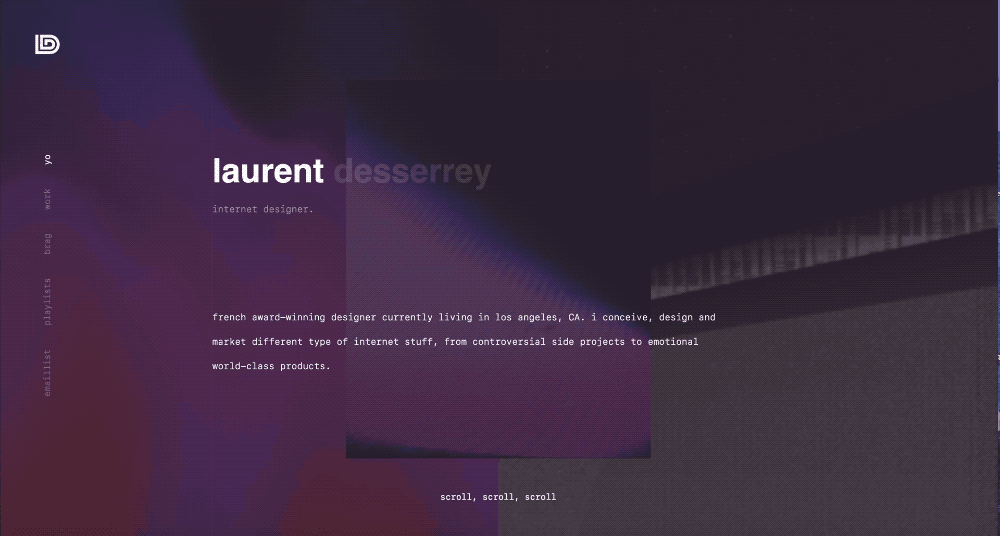 yo
work
brag
playlists
emaillist
laurent desserrey
internet designer.
french award-winning designer currently living in los angeles, CA. i conceive, design and
market different type of internet stuff, from controversial side projects to emotional
world-class products.
scroll, scroll, scroll